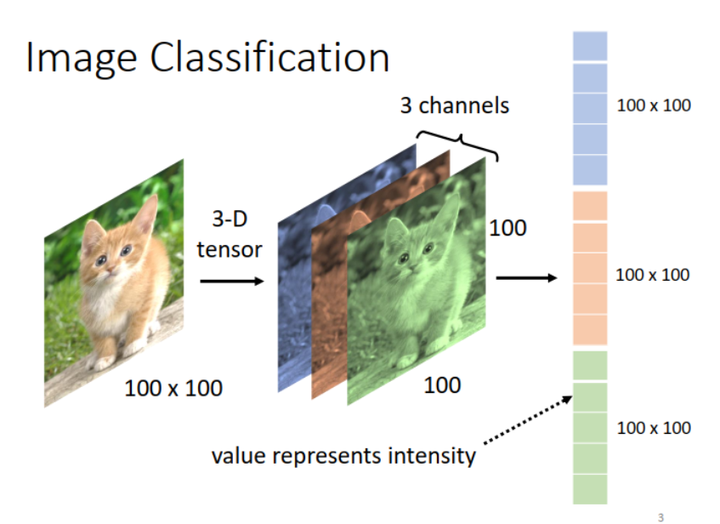 Image Classification
3 channels
100 x 100
3-D
tensor
100
100 x 100
100 x 100
100
100 x 100
value represents intensity
3